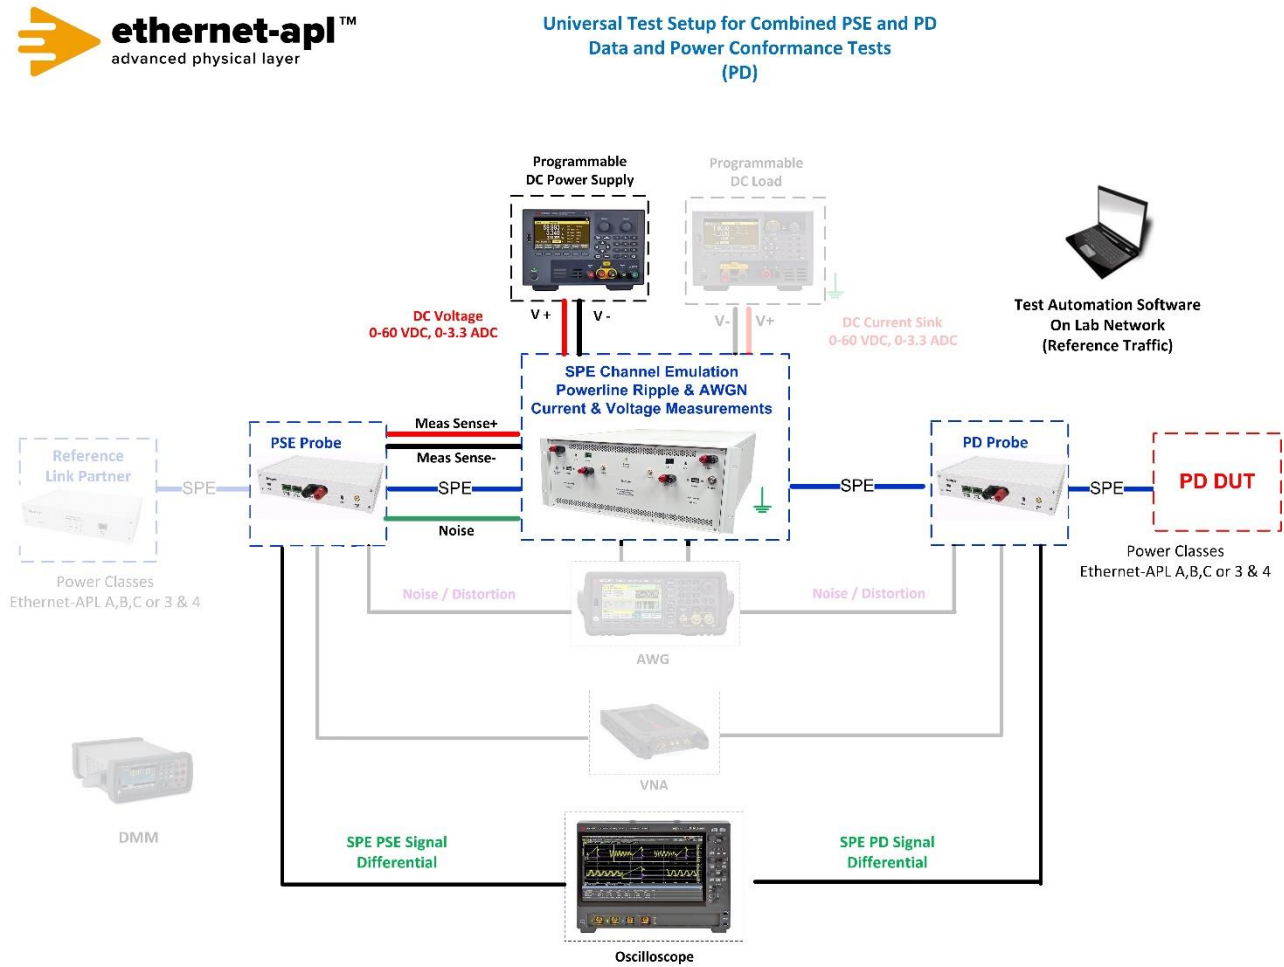 ethernet-apl™
advanced physical layer
Universal Test Setup for Combined PSE and PD
Data and Power Conformance Tests
(PD)
Programmable
DC Power Supply
Programmable
DC Load
DC Voltage
0-60 VDC, 0-3.3 ADC
V +
V -
V-
V+
DC Current Sink
0-60 VDC, 0-3.3 ADC
Test Automation Software
On Lab Network
(Reference Traffic)
SPE Channel Emulation
Powerline Ripple & AWGN
Current & Voltage Measurements
Reference
Link Partner
SPE
PSE Probe
Meas Sense+
Meas Sense-
SPE
Noise
SPE
PD Probe
SPE
PD DUT
Power Classes
Ethernet-APL A,B,C or 3 & 4
Power Classes
Ethernet-APL A,B,C or 3 & 4
Noise / Distortion
Noise / Distortion
AWG
VNA
DMM
SPE PSE Signal
Differential
SPE PD Signal
Differential
Oscilloscope